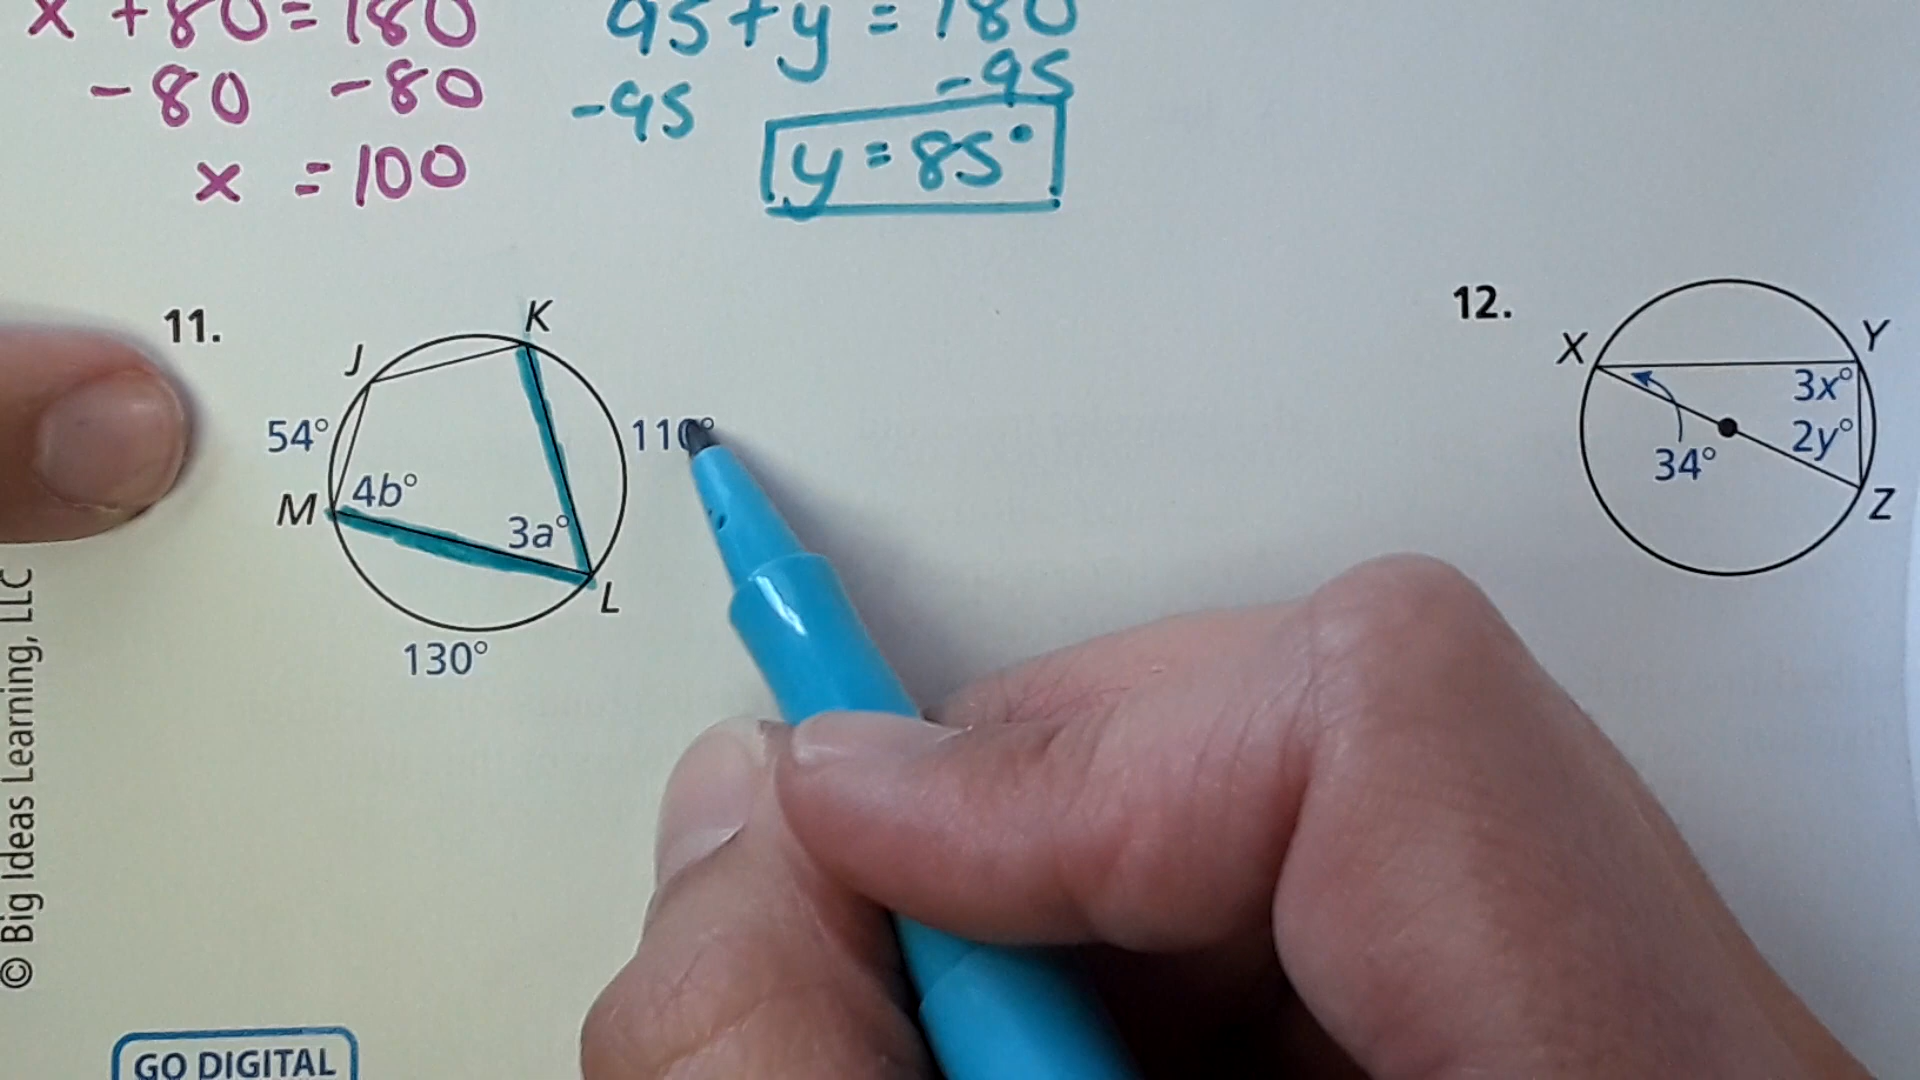 x + 80 = 180
- 80 - 80
x = 100
95 + y = 180
-95 -95
y = 85°
11.
K
J
54°
110°
M
4b°
3a°
L
130°
12.
X
Y
3x°
2y°
34°
Z
© Big Ideas Learning, LLC
GO DIGITAL